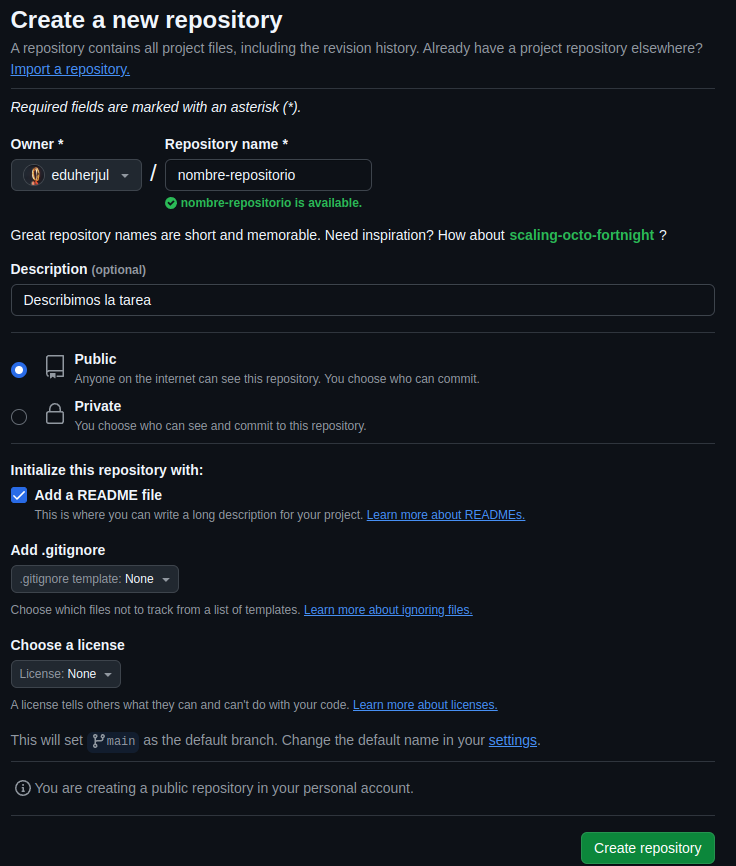 Create a new repository
A repository contains all project files, including the revision history. Already have a project repository elsewhere?
Import a repository.
Required fields are marked with an asterisk (*).
Owner * Repository name *
eduherjul / nombre-repositorio
nombre-repositorio is available.
Great repository names are short and memorable. Need inspiration? How about scaling-octo-fortnight ?
Description (optional)
Describimos la tarea
Public
Anyone on the internet can see this repository. You choose who can commit.
Private
You choose who can see and commit to this repository.
Initialize this repository with:
Add a README file
This is where you can write a long description for your project. Learn more about READMEs.
Add .gitignore
.gitignore template: None
Choose which files not to track from a list of templates. Learn more about ignoring files.
Choose a license
License: None
A license tells others what they can and can't do with your code. Learn more about licenses.
This will set main as the default branch. Change the default name in your settings.
You are creating a public repository in your personal account.
Create repository